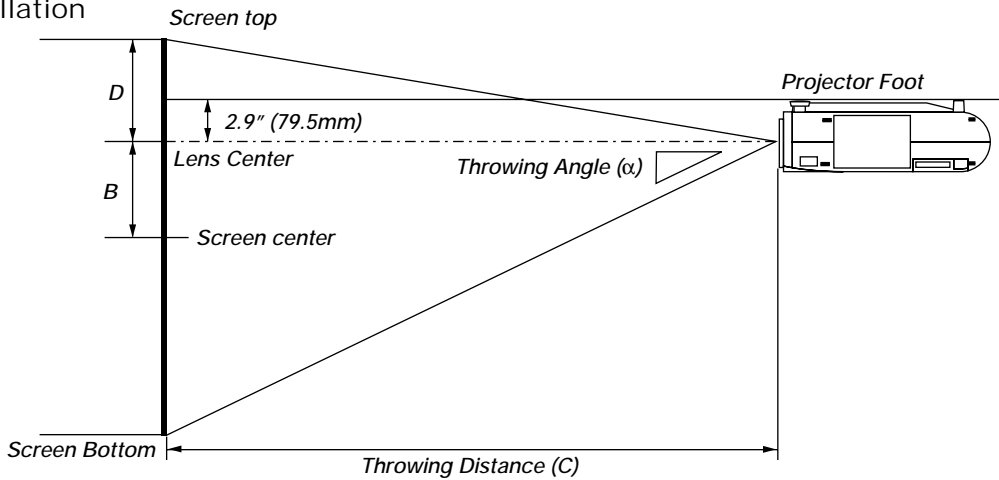 llation
Screen top
D
Projector Foot
2.9" (79.5mm)
Lens Center
Throwing Angle (α)
B
Screen center
Screen Bottom
Throwing Distance (C)